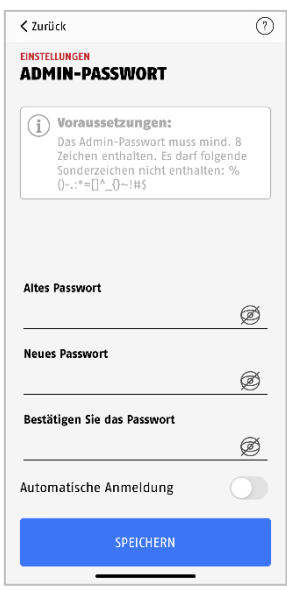 Zurück
?
EINSTELLUNGEN
ADMIN-PASSWORT
Voraussetzungen:
Das Admin-Passwort muss mind. 8
Zeichen enthalten. Es darf folgende
Sonderzeichen nicht enthalten: %
()-.:*=[]^_{}~!#$
Altes Passwort
Neues Passwort
Bestätigen Sie das Passwort
Automatische Anmeldung
SPEICHERN